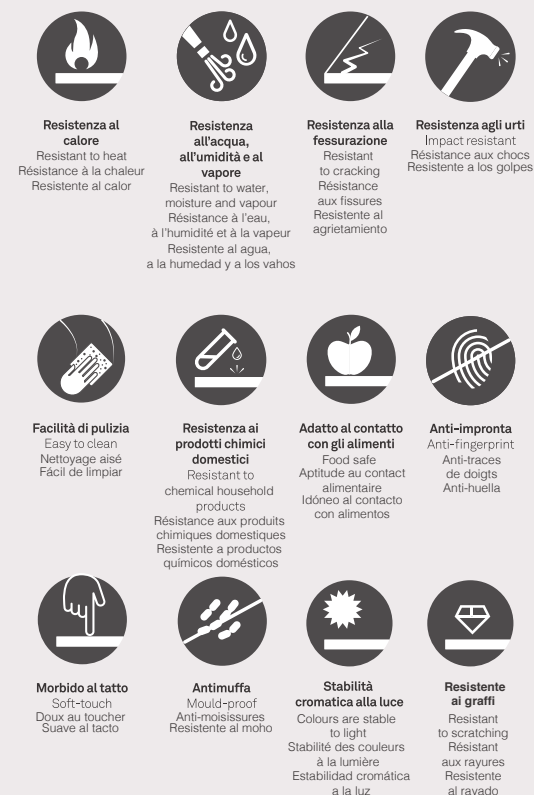 Resistenza al
calore
Resistant to heat
Résistance à la chaleur
Resistente al calor
Resistenza
all'acqua,
all'umidità e al
vapore
Resistant to water,
moisture and vapour
Résistance à l'eau,
à l'humidité et à la vapeur
Resistente al agua,
a la humedad y a los vahos
Resistenza alla
fessurazione
Resistant
to cracking
Résistance
aux fissures
Resistente al
agrietamiento
Resistenza agli urti
Impact resistant
Résistance aux chocs
Resistente a los golpes
Facilità di pulizia
Easy to clean
Nettoyage aisé
Fácil de limpiar
Resistenza ai
prodotti chimici
domestici
Resistant to
chemical household
products
Résistance aux produits
chimiques domestiques
Resistente a productos
químicos domésticos
Adatto al contatto
con gli alimenti
Food safe
Aptitude au contact
alimentaire
Idóneo al contacto
con alimentos
Anti-impronta
Anti-fingerprint
Anti-traces
de doigts
Anti-huella
Morbido al tatto
Soft-touch
Doux au toucher
Suave al tacto
Antimuffa
Mould-proof
Anti-moisissures
Resistente al moho
Stabilità
cromatica alla luce
Colours are stable
to light
Stabilité des couleurs
à la lumière
Estabilidad cromática
a la luz
Resistente
ai graffi
Resistant
to scratching
Résistant
aux rayures
Resistente
al rayado